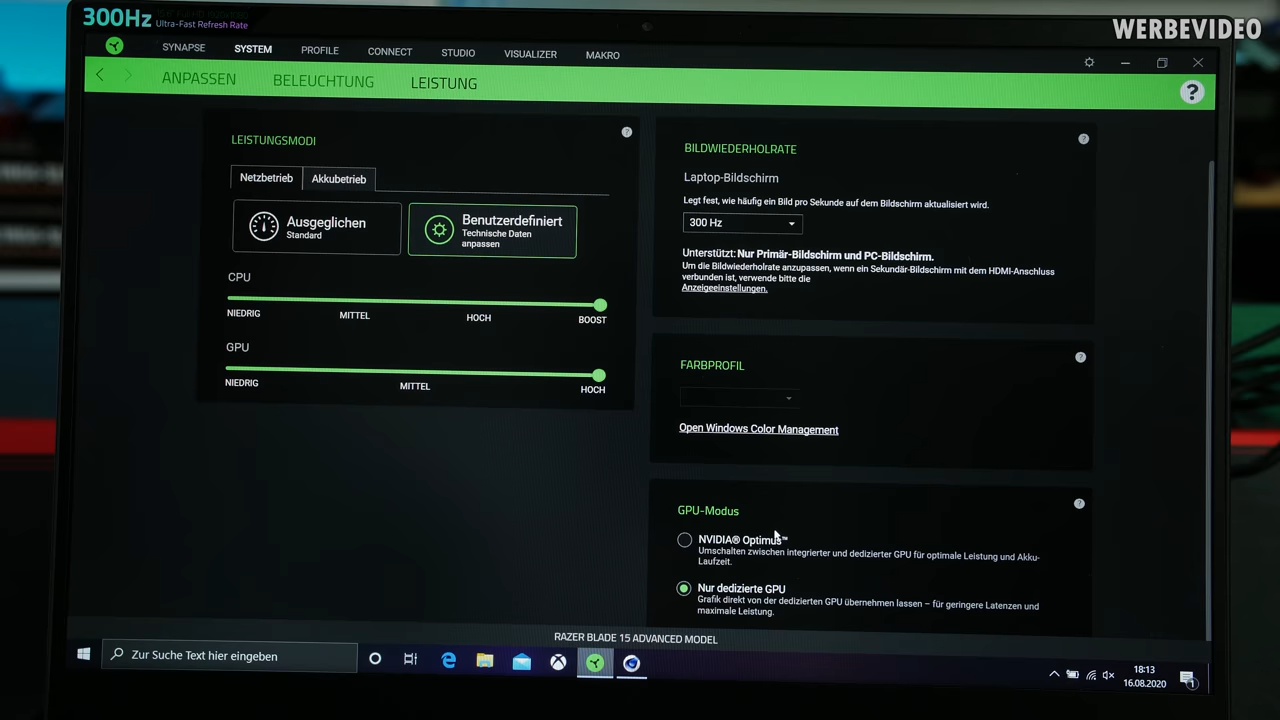 300Hz
Ultra-Fast Refresh Rate
WERBEVIDEO
SYNAPSE SYSTEM PROFILE CONNECT STUDIO VISUALIZER MAKRO
ANPASSEN BELEUCHTUNG LEISTUNG ?
LEISTUNGSMODI
Netzbetrieb Akkubetrieb
Ausgeglichen
Standard
Benutzerdefiniert
Technische Daten
anpassen
CPU
NIEDRIG MITTEL HOCH BOOST
GPU
NIEDRIG MITTEL HOCH
BILDWIEDERHOLRATE
Laptop-Bildschirm
Legt fest, wie häufig ein Bild pro Sekunde auf dem Bildschirm aktualisiert wird.
300 Hz
Unterstützt: Nur Primär-Bildschirm und PC-Bildschirm.
Um die Bildwiederholrate anzupassen, wenn ein Sekundär-Bildschirm mit dem HDMI-Anschluss
verbunden ist, verwende bitte die
Anzeigeeinstellungen.
FARBPROFIL
Open Windows Color Management
GPU-Modus
NVIDIA® Optimus™
Umschalten zwischen integrierter und dedizierter GPU für optimale Leistung und Akku-
Laufzeit.
Nur dedizierte GPU
Grafik direkt von der dedizierten GPU übernehmen lassen – für geringere Latenzen und
maximale Leistung.
RAZER BLADE 15 ADVANCED MODEL
Zur Suche Text hier eingeben
18:13
16.08.2020
1